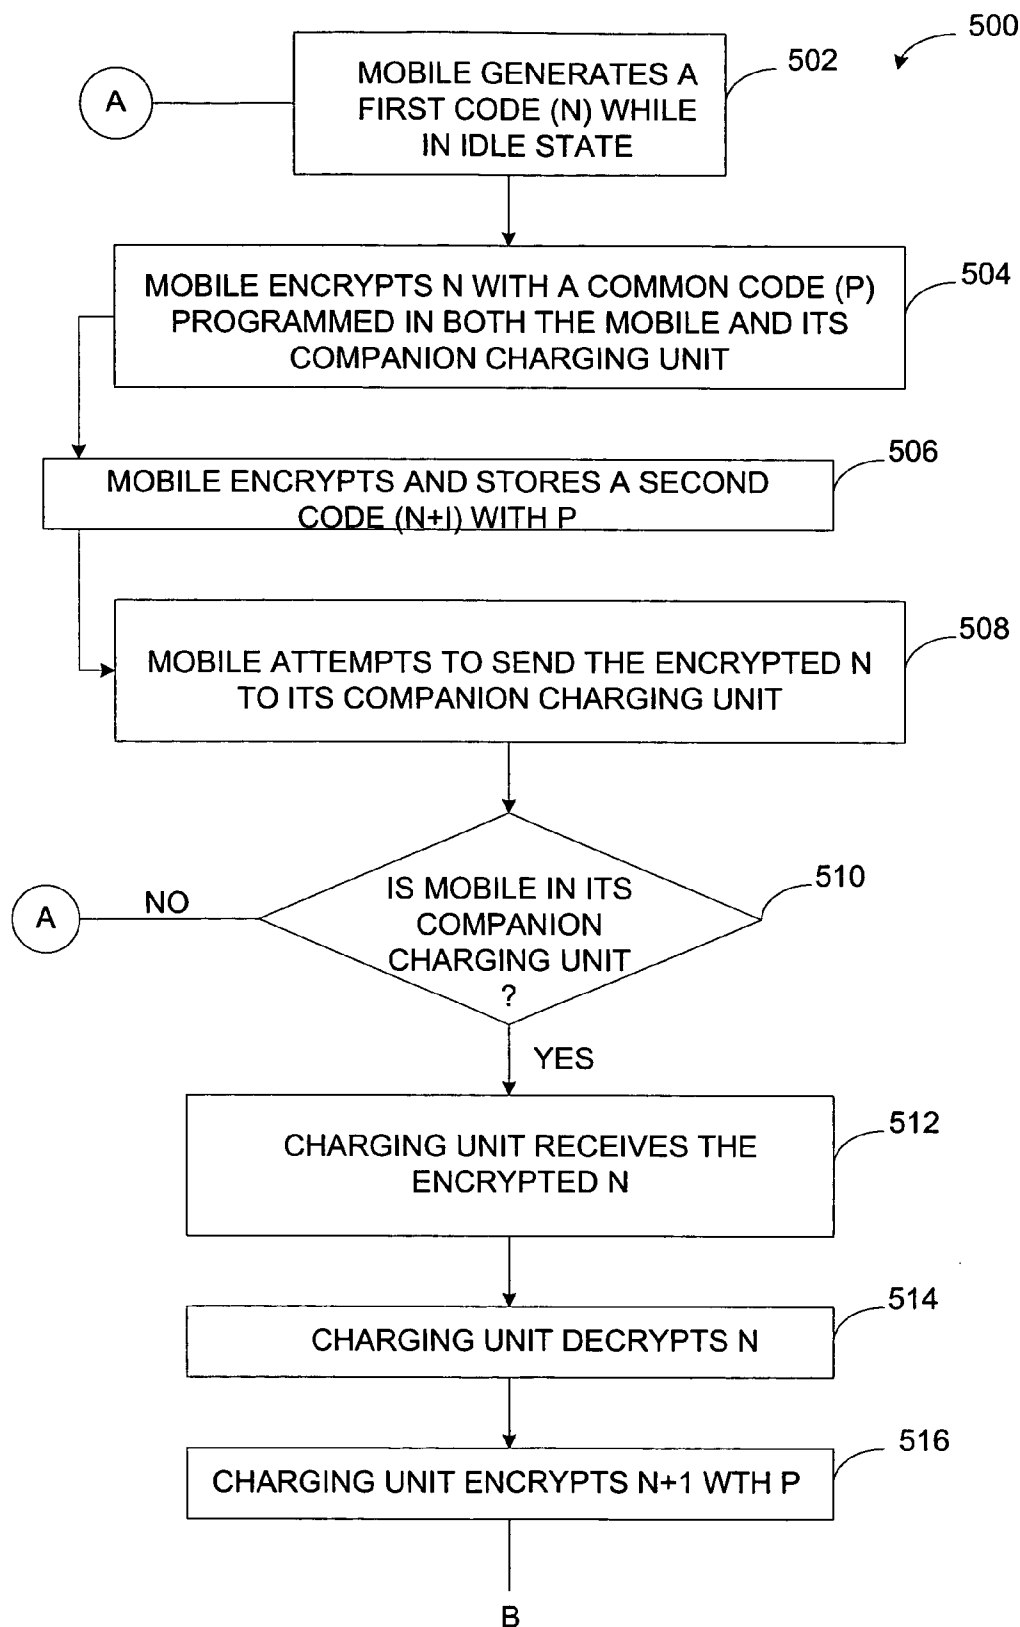 500
502
A
MOBILE GENERATES A
FIRST CODE (N) WHILE
IN IDLE STATE
504
MOBILE ENCRYPTS N WITH A COMMON CODE (P)
PROGRAMMED IN BOTH THE MOBILE AND ITS
COMPANION CHARGING UNIT
506
MOBILE ENCRYPTS AND STORES A SECOND
CODE (N+I) WITH P
508
MOBILE ATTEMPTS TO SEND THE ENCRYPTED N
TO ITS COMPANION CHARGING UNIT
510
A
NO
IS MOBILE IN ITS
COMPANION
CHARGING UNIT
?
YES
512
CHARGING UNIT RECEIVES THE
ENCRYPTED N
514
CHARGING UNIT DECRYPTS N
516
CHARGING UNIT ENCRYPTS N+1 WTH P
B